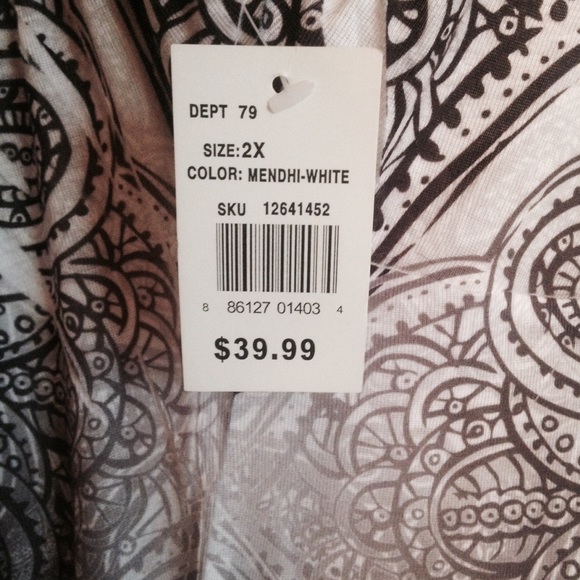 DEPT 79
SIZE:2X
COLOR: MENDHI-WHITE
SKU 12641452
8 86127 01403 4
$39.99